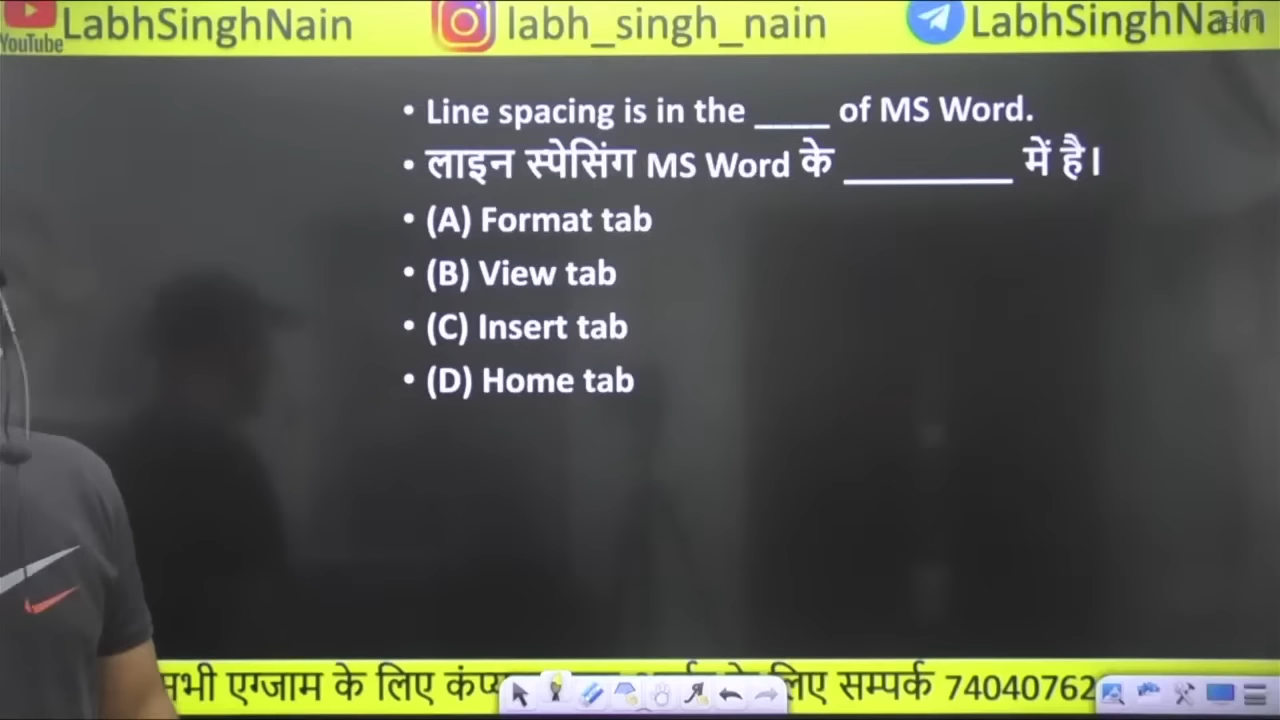 YouTube LabhSinghNain labh_singh_nain LabhSinghNain
• Line spacing is in the ____ of MS Word.
• लाइन स्पेसिंग MS Word के _________ में है।
• (A) Format tab
• (B) View tab
• (C) Insert tab
• (D) Home tab
एग्जाम के लिए सम्पर्क 74040762